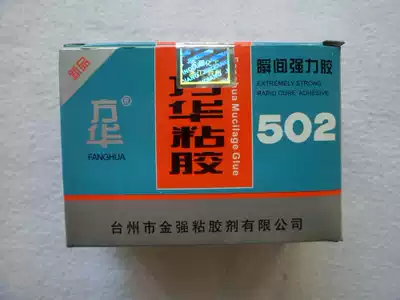 新品
方华®
FANGHUA
方华粘胶
Fanghua Mucilage Glue
瞬间强力胶
EXTREMELY STRONG
RAPID CURE ADHESIVE
502
台州市金强粘胶剂有限公司